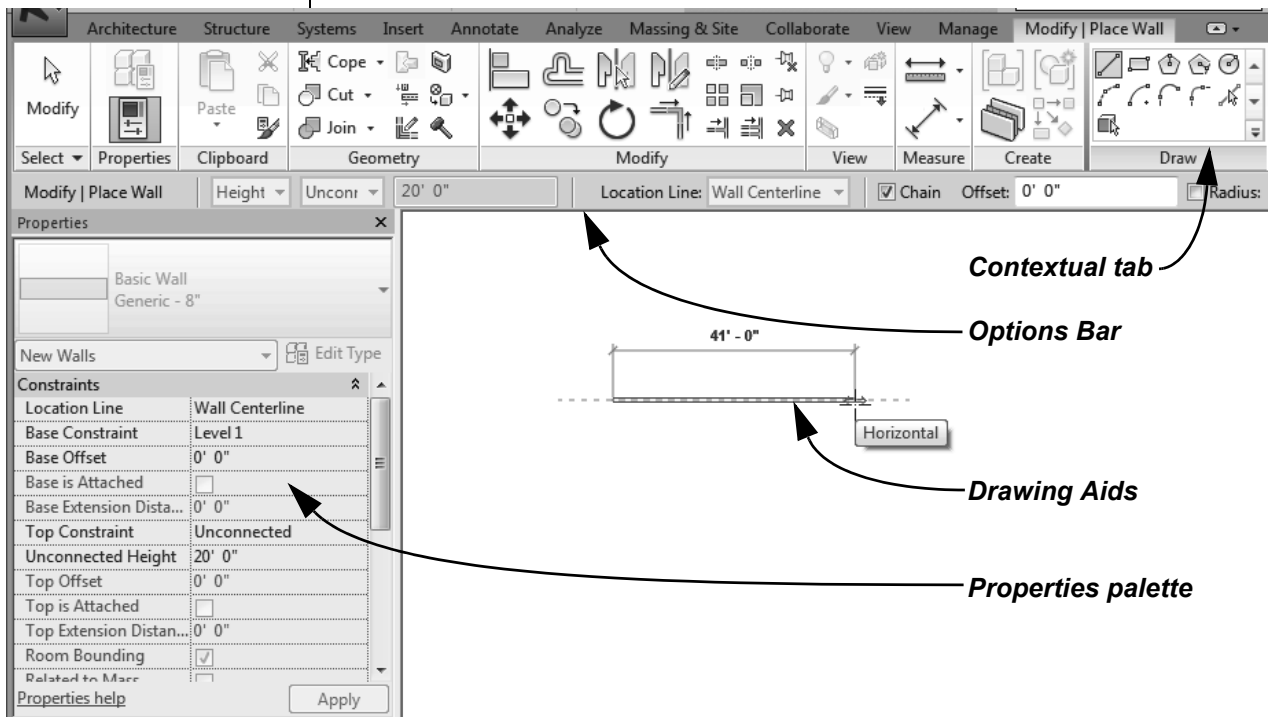 Architecture Structure Systems Insert Annotate Analyze Massing & Site Collaborate View Manage Modify | Place Wall
Modify
Paste
Cope
Cut
Join
Select Properties Clipboard Geometry Modify View Measure Create Draw
Modify | Place Wall Height Unconr 20' 0" Location Line: Wall Centerline Chain Offset: 0' 0" Radius:
Properties
Basic Wall
Generic - 8"
New Walls Edit Type
Constraints
Location Line Wall Centerline
Base Constraint Level 1
Base Offset 0' 0"
Base is Attached
Base Extension Dista... 0' 0"
Top Constraint Unconnected
Unconnected Height 20' 0"
Top Offset 0' 0"
Top is Attached
Top Extension Distan... 0' 0"
Room Bounding
Related to Mass
Properties help Apply
41' - 0"
Horizontal
Contextual tab
Options Bar
Drawing Aids
Properties palette